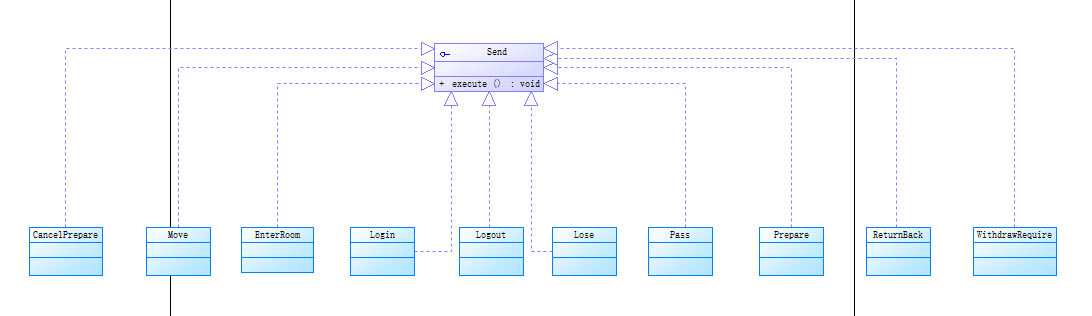 Send
+ execute () : void
CancelPrepare
Move
EnterRoom
Login
Logout
Lose
Pass
Prepare
ReturnBack
WithdrawRequire